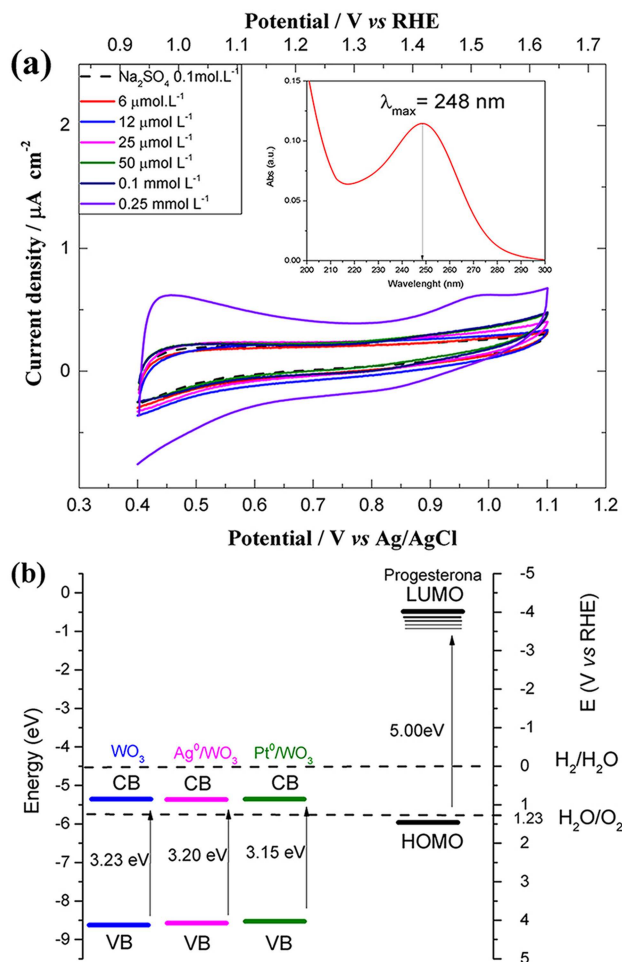 Potential / V vs RHE
0.9 1.0 1.1 1.2 1.3 1.4 1.5 1.6 1.7
(a)
Na₂SO₄ 0.1mol.L⁻¹
6 μmol.L⁻¹
12 μmol L⁻¹
25 μmol L⁻¹
50 μmol L⁻¹
0.1 mmol L⁻¹
0.25 mmol L⁻¹
λmax = 248 nm
Abs (a.u.)
0.15
0.10
0.05
0.00
200 210 220 230 240 250 260 270 280 290 300
Wavelenght (nm)
Current density / μA cm⁻²
2
1
0
0.3 0.4 0.5 0.6 0.7 0.8 0.9 1.0 1.1 1.2
Potential / V vs Ag/AgCl
(b)
Energy (eV)
0
-1
-2
-3
-4
-5
-6
-7
-8
-9
Progesterona
LUMO
5.00eV
HOMO
WO₃ Ag⁰/WO₃ Pt⁰/WO₃
CB CB CB
3.23 eV 3.20 eV 3.15 eV
VB VB VB
-5
-4
-3
-2
-1
0
1
1.23
2
3
4
5
E (V vs RHE)
H₂/H₂O
H₂O/O₂